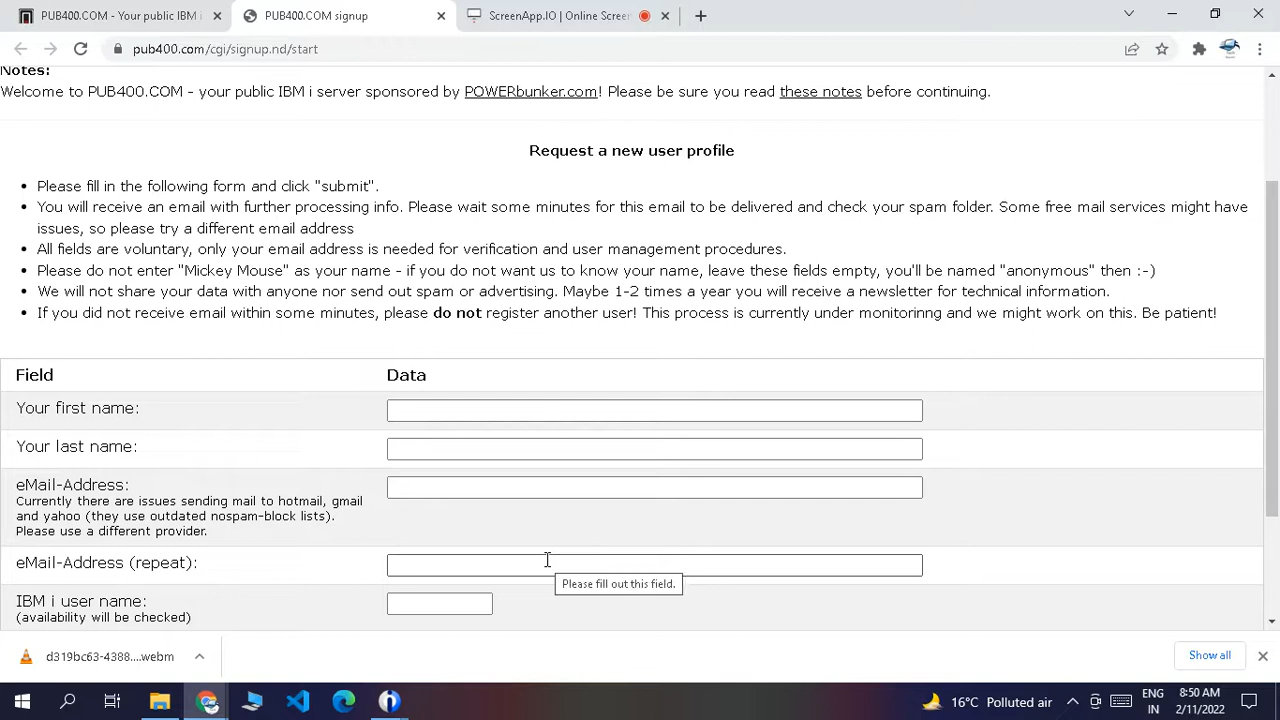 PUB400.COM - Your public IBM i
PUB400.COM signup
ScreenApp.IO | Online Screen
pub400.com/cgi/signup.nd/start
Notes:
Welcome to PUB400.COM - your public IBM i server sponsored by POWERbunker.com! Please be sure you read these notes before continuing.
Request a new user profile
• Please fill in the following form and click "submit".
• You will receive an email with further processing info. Please wait some minutes for this email to be delivered and check your spam folder. Some free mail services might have
issues, so please try a different email address
• All fields are voluntary, only your email address is needed for verification and user management procedures.
• Please do not enter "Mickey Mouse" as your name - if you do not want us to know your name, leave these fields empty, you'll be named "anonymous" then :-)
• We will not share your data with anyone nor send out spam or advertising. Maybe 1-2 times a year you will receive a newsletter for technical information.
• If you did not receive email within some minutes, please do not register another user! This process is currently under monitorinng and we might work on this. Be patient!
Field Data
Your first name:
Your last name:
eMail-Address:
Currently there are issues sending mail to hotmail, gmail
and yahoo (they use outdated nospam-block lists).
Please use a different provider.
eMail-Address (repeat):
Please fill out this field.
IBM i user name:
(availability will be checked)
d319bc63-4388....webm
Show all
16°C Polluted air
ENG
IN
8:50 AM
2/11/2022